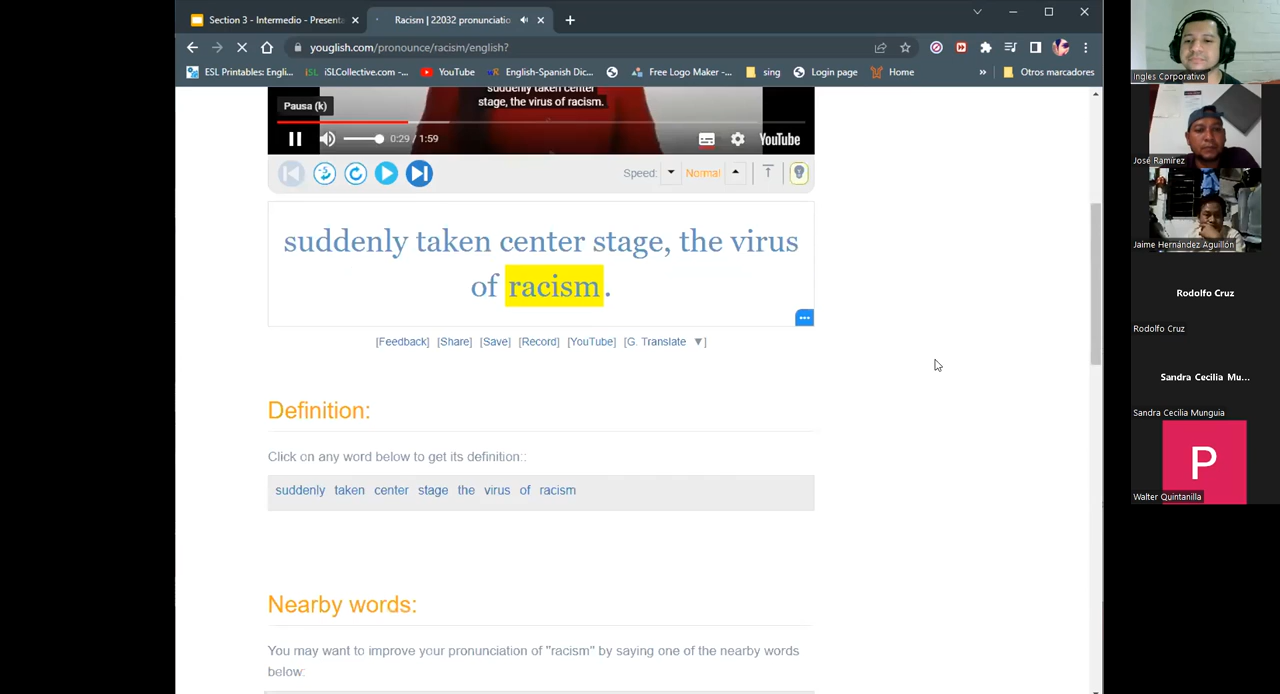 Section 3 - Intermedio - Presenta
Racism | 22032 pronunciatio
youglish.com/pronounce/racism/english?
ESL Printables: Engli...
iSL
iSLCollective.com -...
YouTube
English-Spanish Dic...
Free Logo Maker -...
sing
Login page
Home
»
Otros marcadores
suddenly taken center
stage, the virus of racism.
Pausa (k)
0:29 / 1:59
YouTube
Speed:
Normal
suddenly taken center stage, the virus
of racism.
[Feedback] [Share] [Save] [Record] [YouTube] [G. Translate ▼]
Definition:
Click on any word below to get its definition::
suddenly taken center stage the virus of racism
Nearby words:
You may want to improve your pronunciation of "racism" by saying one of the nearby words
below:
Ingles Corporativo
José Ramírez
Jaime Hernández Aguillón
Rodolfo Cruz
Rodolfo Cruz
Sandra Cecilia Mu...
Sandra Cecilia Munguia
P
Walter Quintanilla